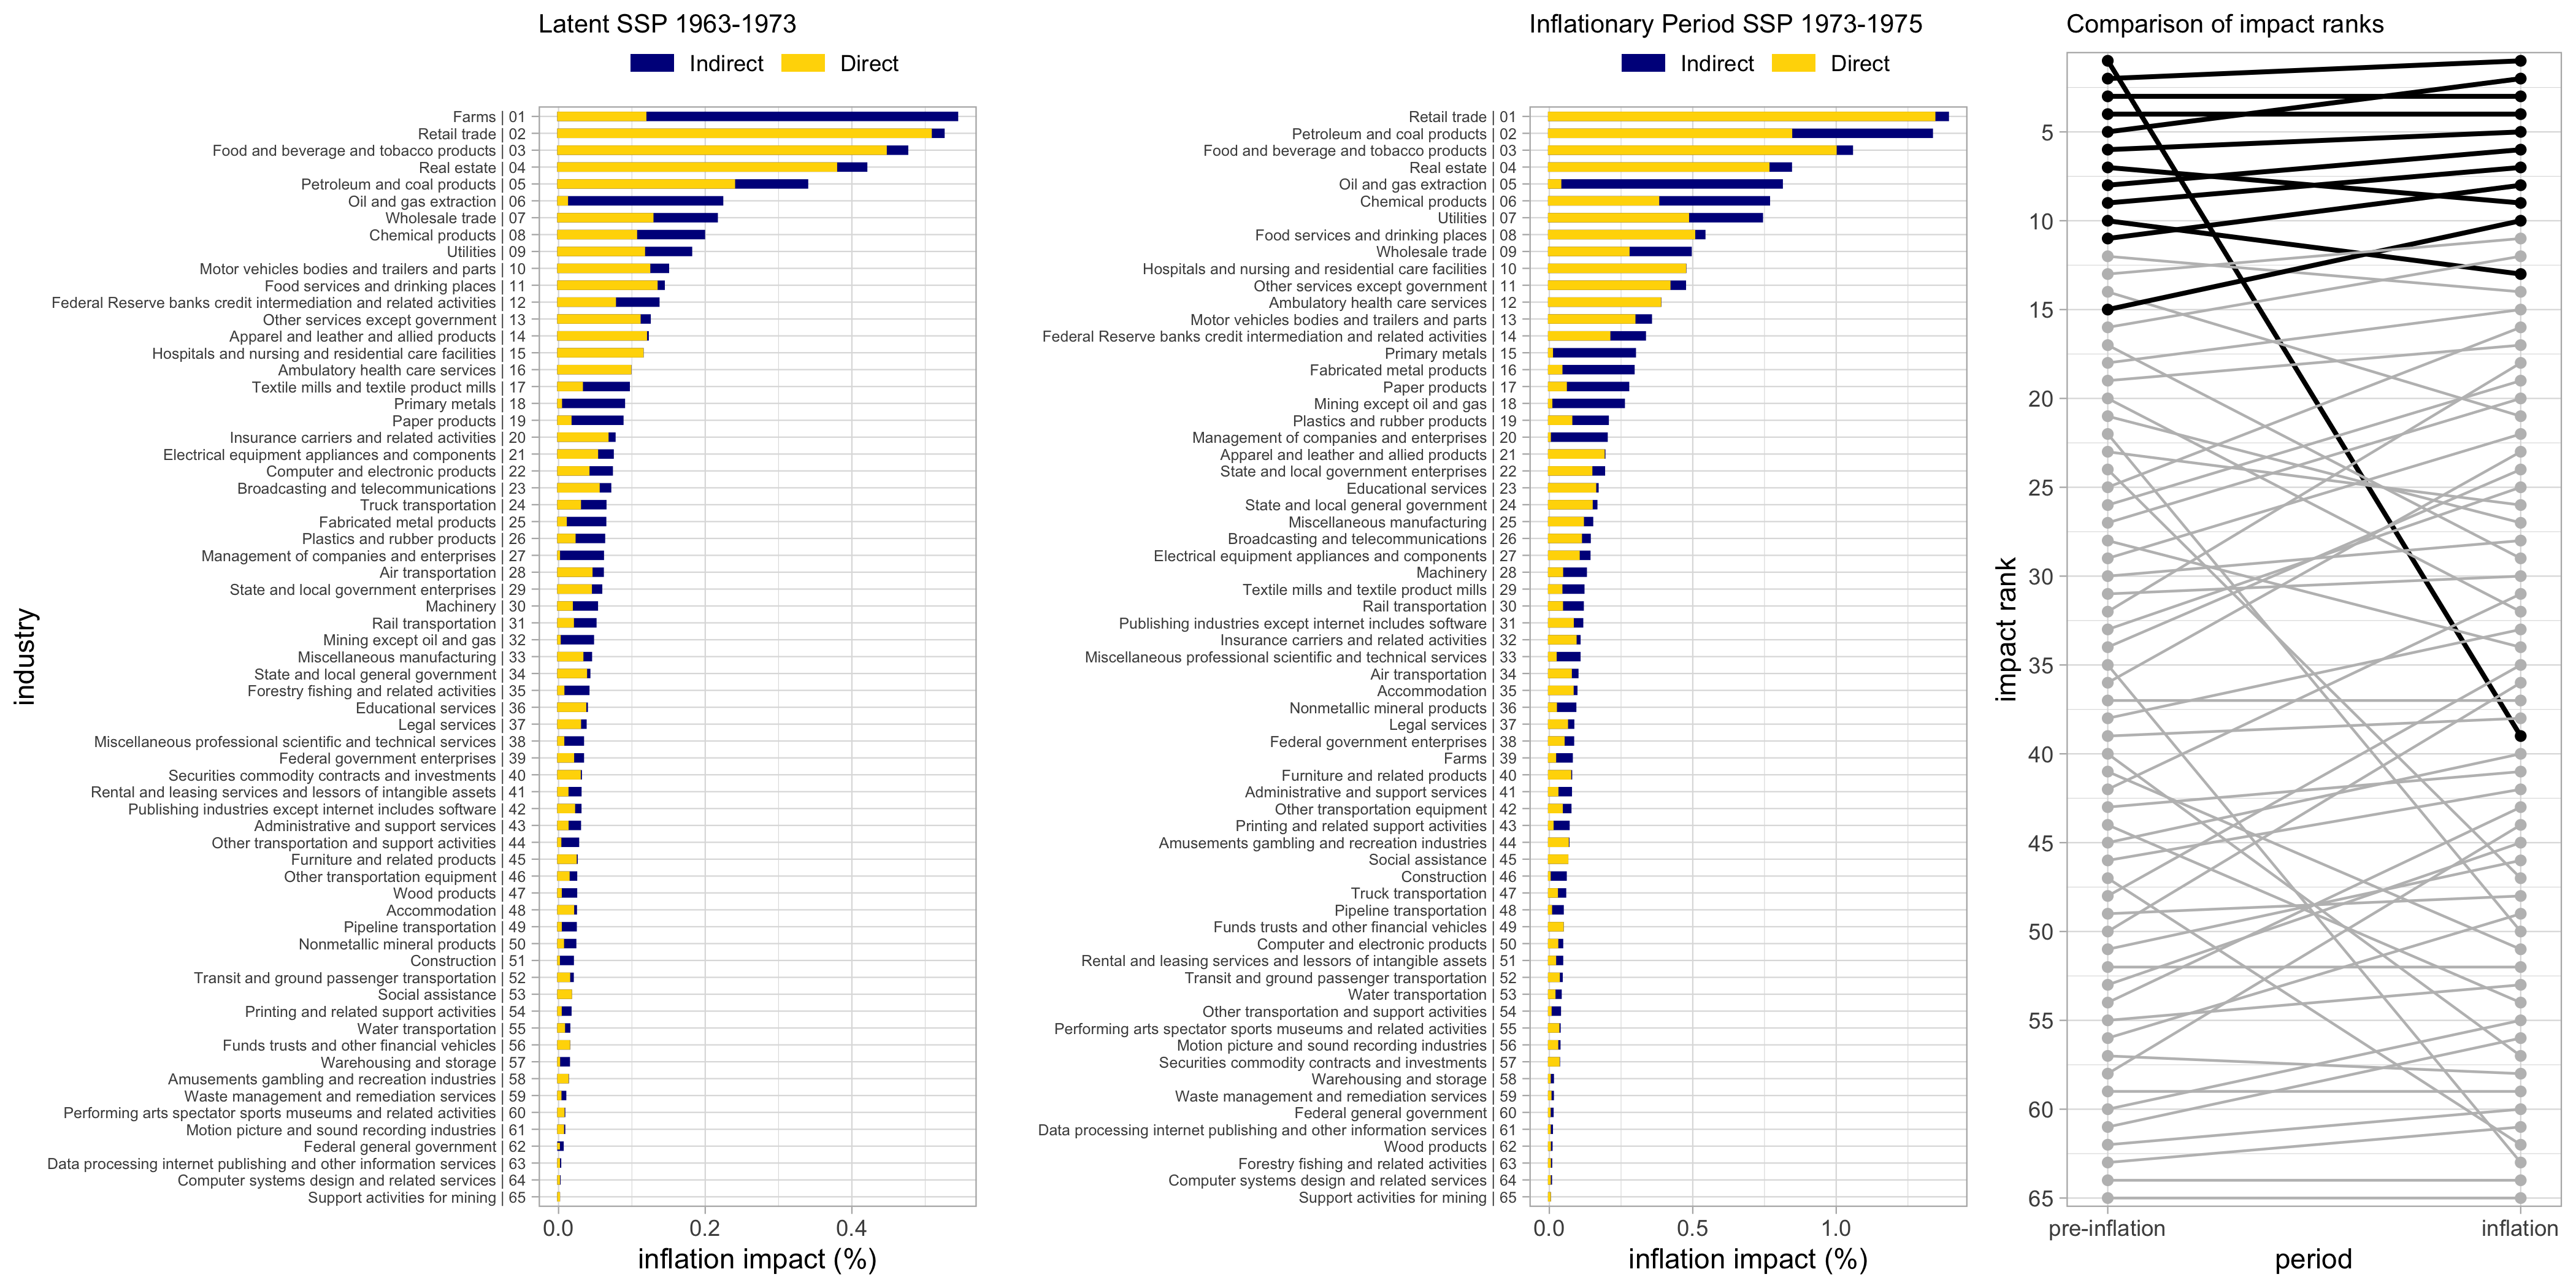 Latent SSP 1963-1973
Indirect
Direct
Farms | 01
Retail trade | 02
Food and beverage and tobacco products | 03
Real estate | 04
Petroleum and coal products | 05
Oil and gas extraction | 06
Wholesale trade | 07
Chemical products | 08
Utilities | 09
Motor vehicles bodies and trailers and parts | 10
Food services and drinking places | 11
Federal Reserve banks credit intermediation and related activities | 12
Other services except government | 13
Apparel and leather and allied products | 14
Hospitals and nursing and residential care facilities | 15
Ambulatory health care services | 16
Textile mills and textile product mills | 17
Primary metals | 18
Paper products | 19
Insurance carriers and related activities | 20
Electrical equipment appliances and components | 21
Computer and electronic products | 22
Broadcasting and telecommunications | 23
Truck transportation | 24
Fabricated metal products | 25
Plastics and rubber products | 26
Management of companies and enterprises | 27
Air transportation | 28
State and local government enterprises | 29
Machinery | 30
Rail transportation | 31
Mining except oil and gas | 32
Miscellaneous manufacturing | 33
State and local general government | 34
Forestry fishing and related activities | 35
Educational services | 36
Legal services | 37
Miscellaneous professional scientific and technical services | 38
Federal government enterprises | 39
Securities commodity contracts and investments | 40
Rental and leasing services and lessors of intangible assets | 41
Publishing industries except internet includes software | 42
Administrative and support services | 43
Other transportation and support activities | 44
Furniture and related products | 45
Other transportation equipment | 46
Wood products | 47
Accommodation | 48
Pipeline transportation | 49
Nonmetallic mineral products | 50
Construction | 51
Transit and ground passenger transportation | 52
Social assistance | 53
Printing and related support activities | 54
Water transportation | 55
Funds trusts and other financial vehicles | 56
Warehousing and storage | 57
Amusements gambling and recreation industries | 58
Waste management and remediation services | 59
Performing arts spectator sports museums and related activities | 60
Motion picture and sound recording industries | 61
Federal general government | 62
Data processing internet publishing and other information services | 63
Computer systems design and related services | 64
Support activities for mining | 65
industry
0.0
0.2
0.4
inflation impact (%)
Inflationary Period SSP 1973-1975
Indirect
Direct
Retail trade | 01
Petroleum and coal products | 02
Food and beverage and tobacco products | 03
Real estate | 04
Oil and gas extraction | 05
Chemical products | 06
Utilities | 07
Food services and drinking places | 08
Wholesale trade | 09
Hospitals and nursing and residential care facilities | 10
Other services except government | 11
Ambulatory health care services | 12
Motor vehicles bodies and trailers and parts | 13
Federal Reserve banks credit intermediation and related activities | 14
Primary metals | 15
Fabricated metal products | 16
Paper products | 17
Mining except oil and gas | 18
Plastics and rubber products | 19
Management of companies and enterprises | 20
Apparel and leather and allied products | 21
State and local government enterprises | 22
Educational services | 23
State and local general government | 24
Miscellaneous manufacturing | 25
Broadcasting and telecommunications | 26
Electrical equipment appliances and components | 27
Machinery | 28
Textile mills and textile product mills | 29
Rail transportation | 30
Publishing industries except internet includes software | 31
Insurance carriers and related activities | 32
Miscellaneous professional scientific and technical services | 33
Air transportation | 34
Accommodation | 35
Nonmetallic mineral products | 36
Legal services | 37
Federal government enterprises | 38
Farms | 39
Furniture and related products | 40
Administrative and support services | 41
Other transportation equipment | 42
Printing and related support activities | 43
Amusements gambling and recreation industries | 44
Social assistance | 45
Construction | 46
Truck transportation | 47
Pipeline transportation | 48
Funds trusts and other financial vehicles | 49
Computer and electronic products | 50
Rental and leasing services and lessors of intangible assets | 51
Transit and ground passenger transportation | 52
Water transportation | 53
Other transportation and support activities | 54
Performing arts spectator sports museums and related activities | 55
Motion picture and sound recording industries | 56
Securities commodity contracts and investments | 57
Warehousing and storage | 58
Waste management and remediation services | 59
Federal general government | 60
Data processing internet publishing and other information services | 61
Wood products | 62
Forestry fishing and related activities | 63
Computer systems design and related services | 64
Support activities for mining | 65
0.0
0.5
1.0
inflation impact (%)
Comparison of impact ranks
5
10
15
20
25
30
35
40
45
50
55
60
65
impact rank
pre-inflation
inflation
period